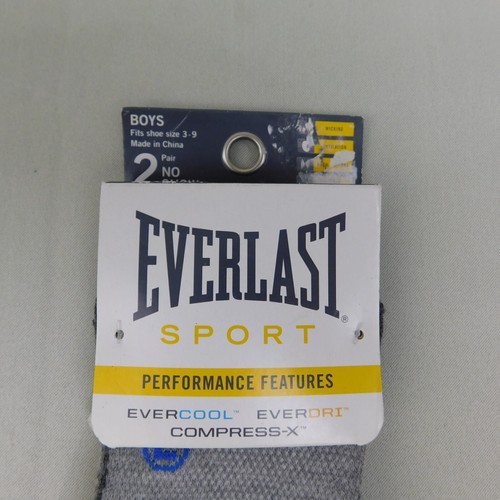 BOYS
Fits shoe size 3-9
Made in China
2 Pair
NO
EVERLAST®
SPORT
PERFORMANCE FEATURES
EVERCOOL™ EVERDRI™
COMPRESS-X™